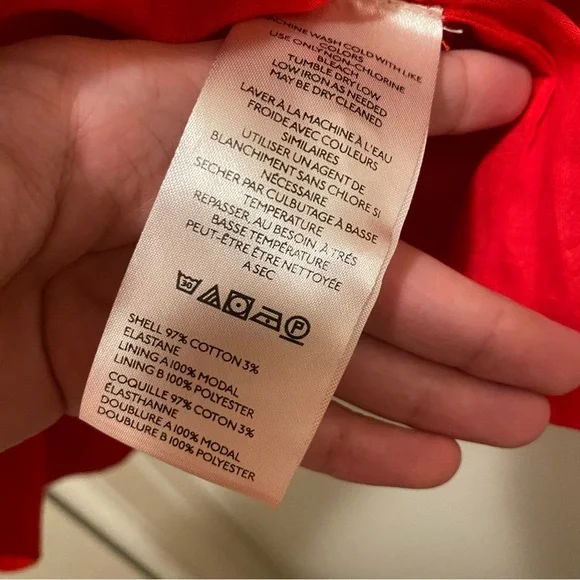 MACHINE WASH COLD WITH LIKE
COLORS
USE ONLY NON-CHLORINE
BLEACH
TUMBLE DRY LOW
LOW IRON AS NEEDED
MAY BE DRY CLEANED
LAVER À LA MACHINE À L'EAU
FROIDE AVEC COULEURS
SIMILAIRES
UTILISER UN AGENT DE
BLANCHIMENT SANS CHLORE SI
NÉCESSAIRE
SECHER PAR CULBUTAGE À BASSE
TEMPERATURE
REPASSER, AU BESOIN, À TRÈS
BASSE TEMPÉRATURE
PEUT-ÊTRE ÊTRE NETTOYÉE
A SEC
30 P
SHELL 97% COTTON 3%
ELASTANE
LINING A 100% MODAL
LINING B 100% POLYESTER
COQUILLE 97% COTON 3%
ÉLASTHANNE
DOUBLURE A 100% MODAL
DOUBLURE B 100% POLYESTER